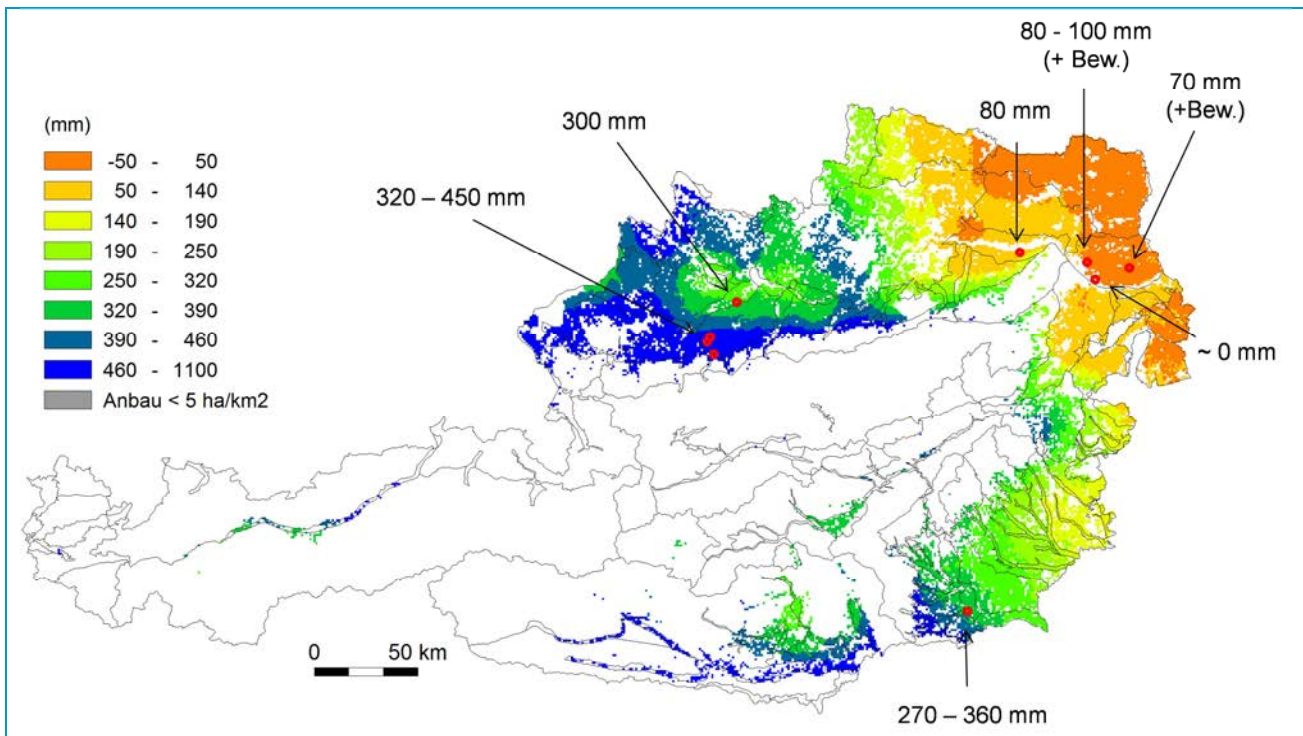 80 - 100 mm
(+ Bew.)
70 mm
(+Bew.)
80 mm
300 mm
320 – 450 mm
(mm)
-50 - 50
50 - 140
140 - 190
190 - 250
250 - 320
320 - 390
390 - 460
460 - 1100
Anbau < 5 ha/km2
~ 0 mm
0 50 km
270 – 360 mm